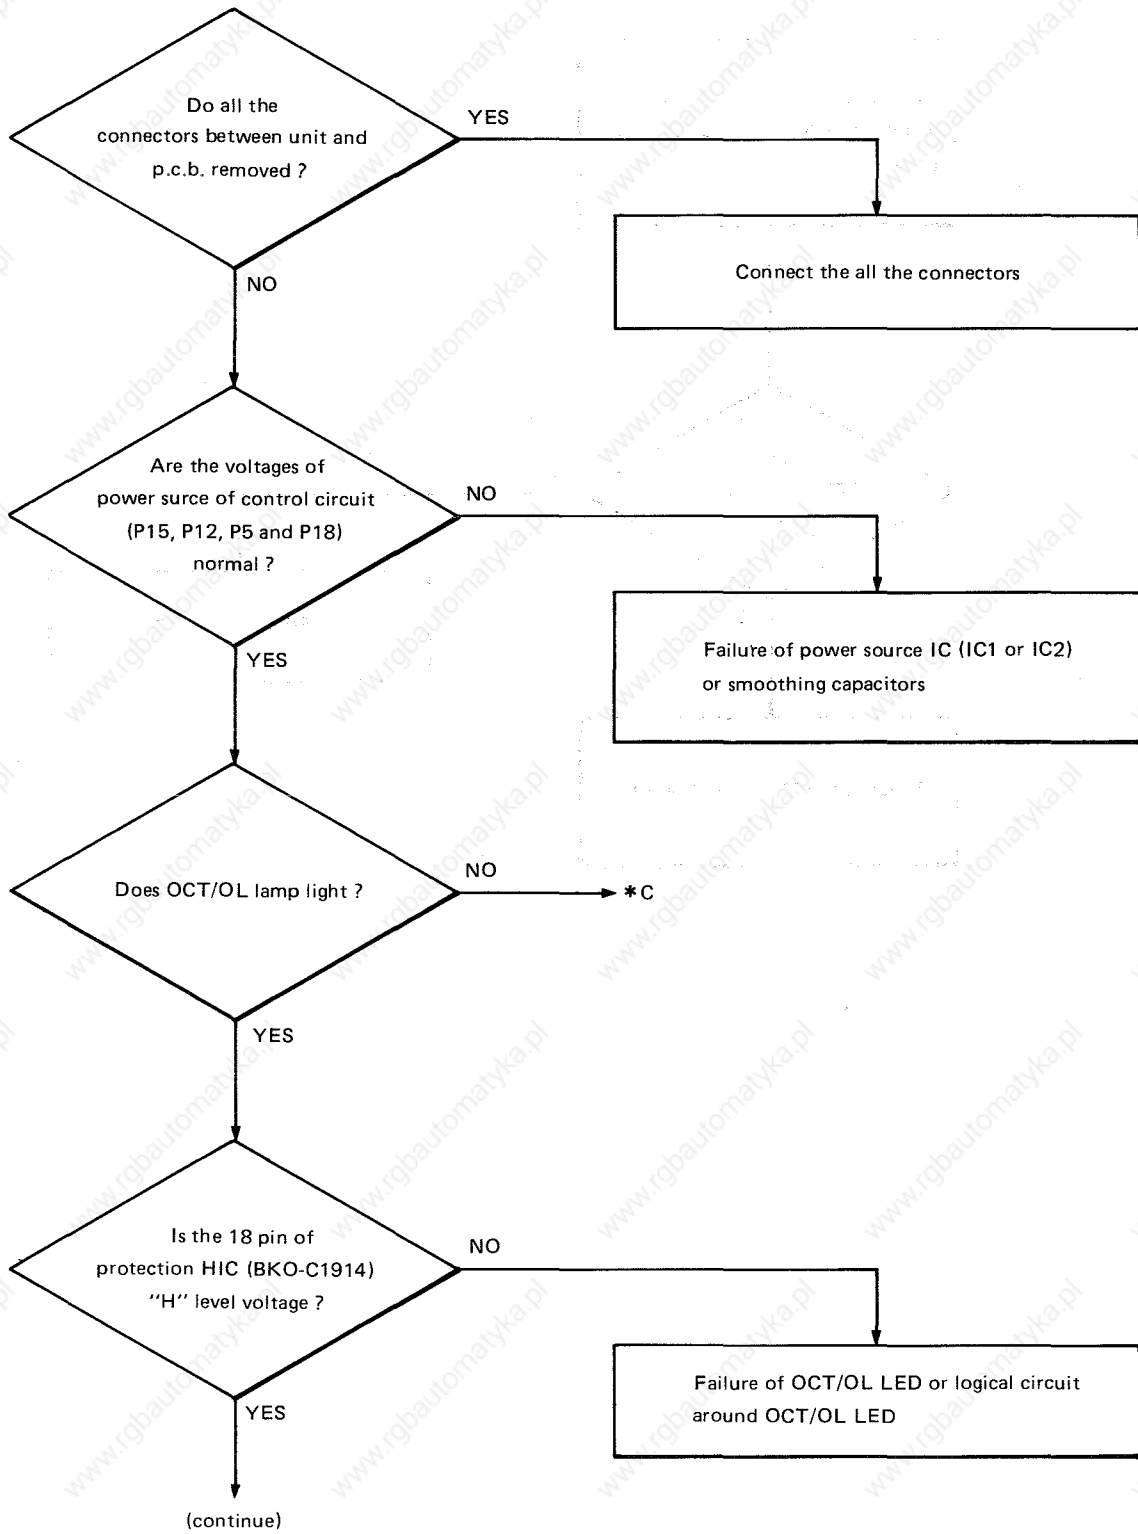 Do all the
connectors between unit and
p.c.b. removed ?
YES
Connect the all the connectors
NO
Are the voltages of
power surce of control circuit
(P15, P12, P5 and P18)
normal ?
NO
Failure of power source IC (IC1 or IC2)
or smoothing capacitors
YES
Does OCT/OL lamp light ?
NO
*C
YES
Is the 18 pin of
protection HIC (BKO-C1914)
"H" level voltage ?
NO
Failure of OCT/OL LED or logical circuit
around OCT/OL LED
YES
(continue)
www.rgbautomatyka.pl